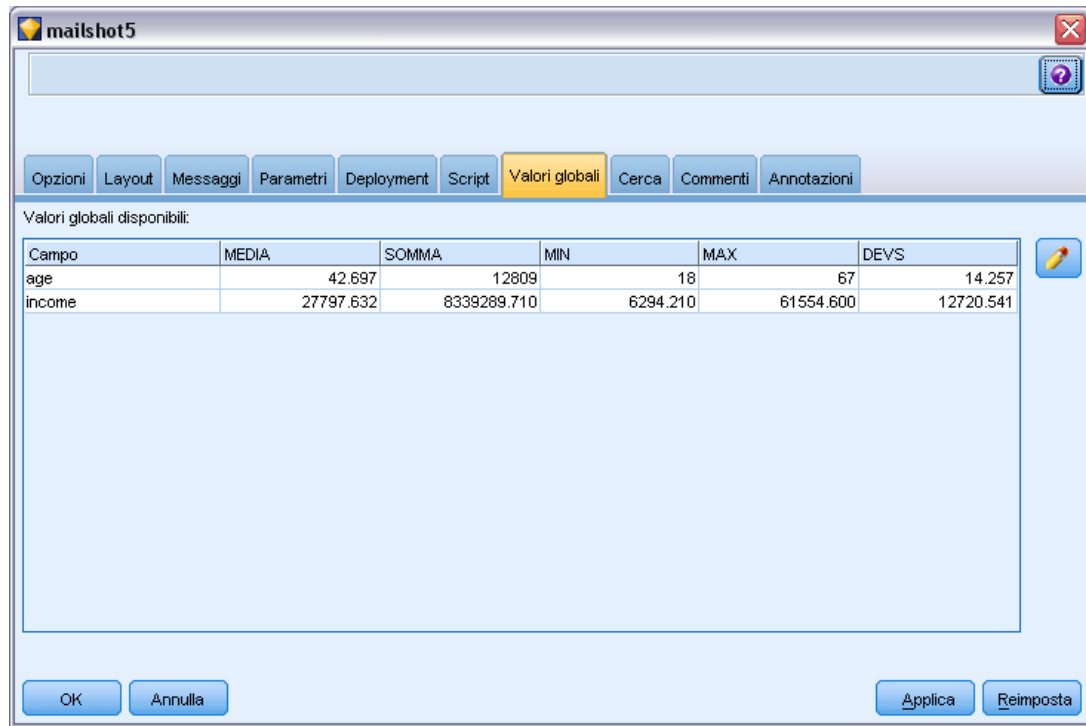 mailshot5
Opzioni Layout Messaggi Parametri Deployment Script Valori globali Cerca Commenti Annotazioni
Valori globali disponibili:
Campo MEDIA SOMMA MIN MAX DEVS
age 42.697 12809 18 67 14.257
income 27797.632 8339289.710 6294.210 61554.600 12720.541
OK Annulla Applica Reimposta